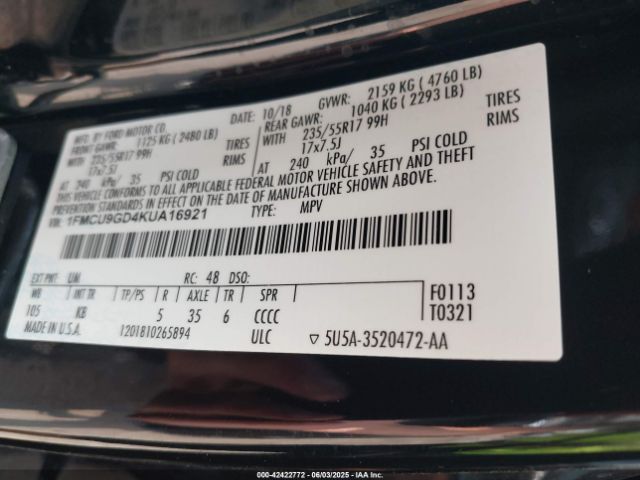 MFD. BY FORD MOTOR CO. DATE: 10/18 GVWR: 2159 KG ( 4760 LB)
FRONT GAWR: 1125 KG ( 2480 LB) REAR GAWR: 1040 KG ( 2293 LB)
WITH 235/55R17 99H TIRES WITH 235/55R17 99H TIRES
17x7.5J RIMS 17x7.5J RIMS
AT 240 kPa/ 35 PSI COLD AT 240 kPa/ 35 PSI COLD
THIS VEHICLE CONFORMS TO ALL APPLICABLE FEDERAL MOTOR VEHICLE SAFETY AND THEFT
PREVENTION STANDARDS IN EFFECT ON THE DATE OF MANUFACTURE SHOWN ABOVE.
VIN: 1FMCU9GD4KUA16921 TYPE: MPV
EXT PNT: UM RC: 48 DSO:
WB INT TR TP/PS R AXLE TR SPR
105 KB 5 35 6 CCCC
F0113
T0321
MADE IN U.S.A. 1201810265894 ULC ▽ 5U5A-3520472-AA
000-42422772 | 06/03/2025 - IAA Inc.